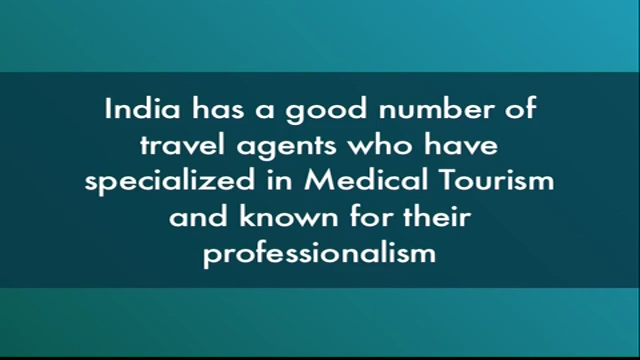 India has a good number of
travel agents who have
specialized in Medical Tourism
and known for their
professionalism